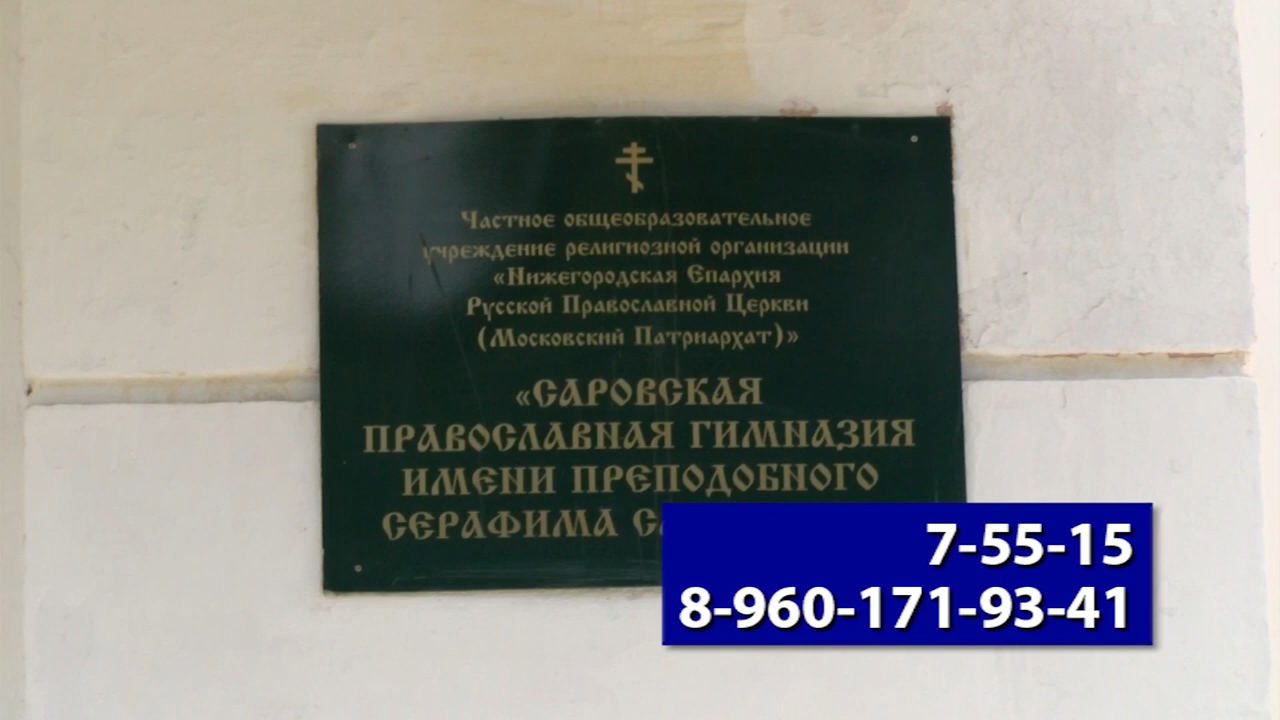 Частное общеобразовательное
учреждение религиозной организации
«Нижегородская Епархия
Русской Православной Церкви
(Московский Патриархат)»
«САРОВСКАЯ
ПРАВОСЛАВНАЯ ГИМНАЗИЯ
ИМЕНИ ПРЕПОДОБНОГО
СЕРАФИМА
7-55-15
8-960-171-93-41